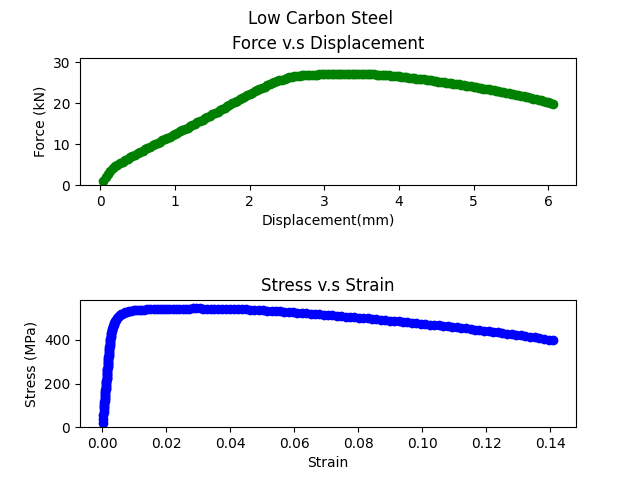 Low Carbon Steel
Force v.s Displacement
30
20
10
0
Force (kN)
0 1 2 3 4 5 6
Displacement(mm)
Stress v.s Strain
400
200
0
Stress (MPa)
0.00 0.02 0.04 0.06 0.08 0.10 0.12 0.14
Strain